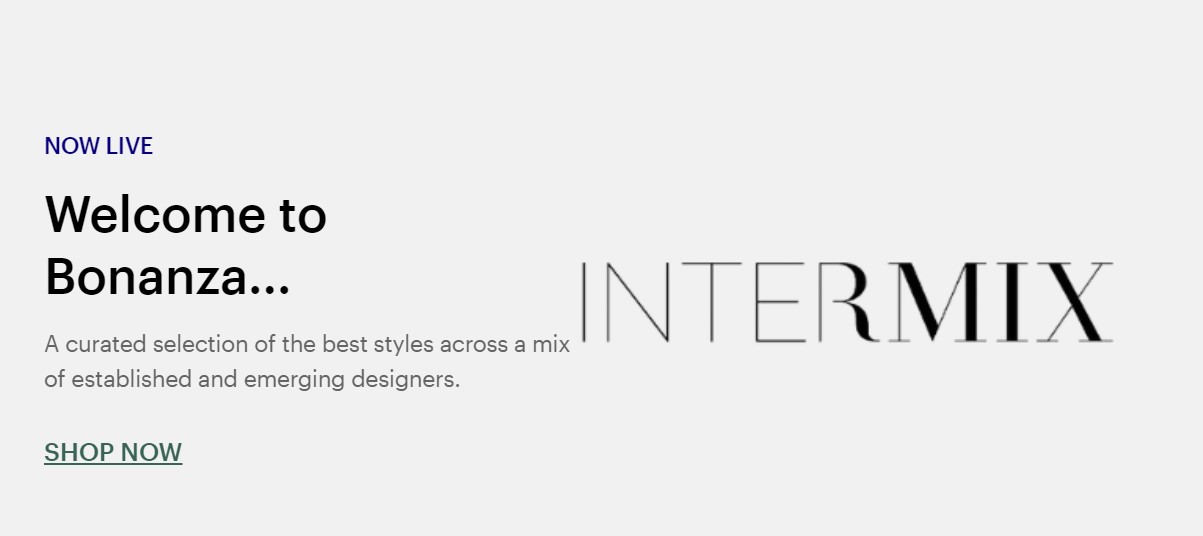 NOW LIVE
Welcome to
Bonanza...
INTERMIX
A curated selection of the best styles across a mix
of established and emerging designers.
SHOP NOW